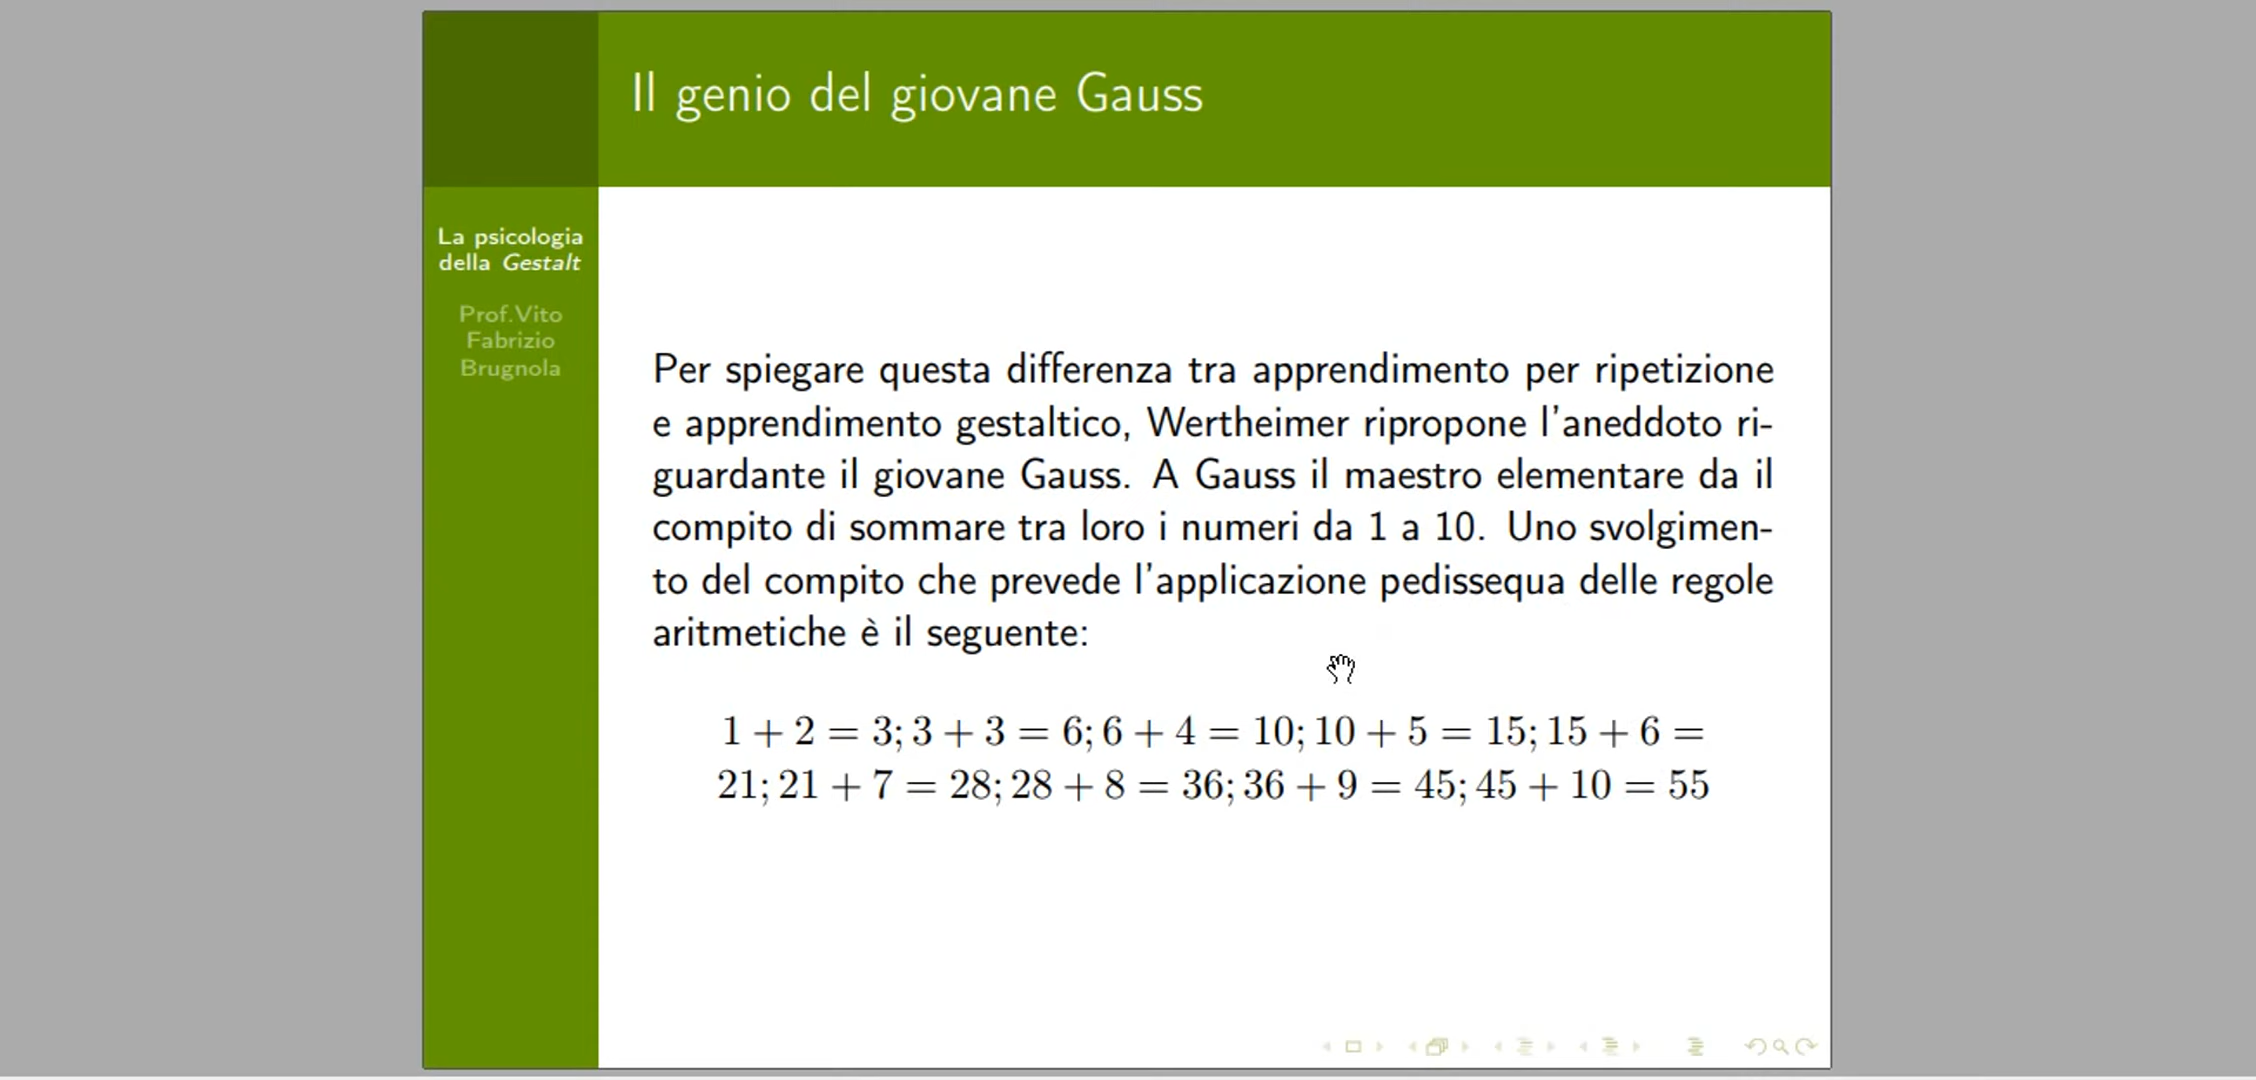 Il genio del giovane Gauss
La psicologia
della Gestalt
Prof.Vito
Fabrizio
Brugnola
Per spiegare questa differenza tra apprendimento per ripetizione
e apprendimento gestaltico, Wertheimer ripropone l'aneddoto ri-
guardante il giovane Gauss. A Gauss il maestro elementare da il
compito di sommare tra loro i numeri da 1 a 10. Uno svolgimen-
to del compito che prevede l'applicazione pedissequa delle regole
aritmetiche è il seguente:
1 + 2 = 3; 3 + 3 = 6; 6 + 4 = 10; 10 + 5 = 15; 15 + 6 =
21; 21 + 7 = 28; 28 + 8 = 36; 36 + 9 = 45; 45 + 10 = 55